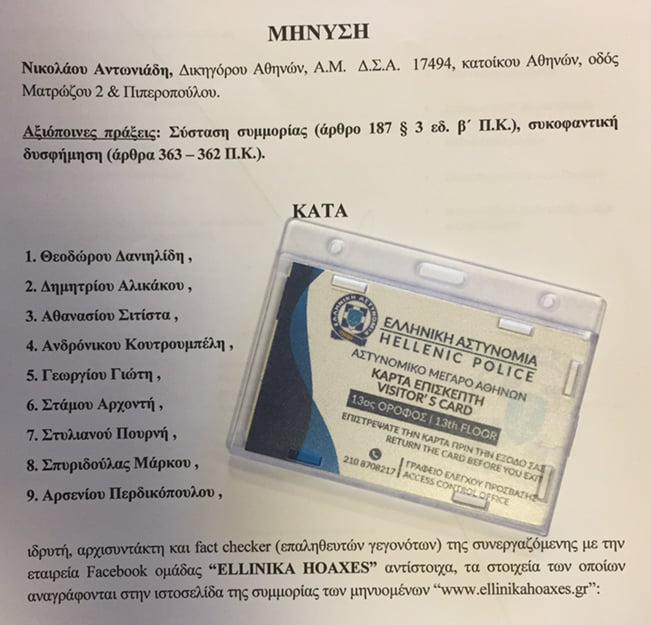 ΜΗΝΥΣΗ
Νικολάου Αντωνιάδη, Δικηγόρου Αθηνών, Α.Μ. Δ.Σ.Α. 17494, κατοίκου Αθηνών, οδός
Ματρώζου 2 & Πιπεροπούλου.
Αξιόποινες πράξεις: Σύσταση συμμορίας (άρθρο 187 § 3 εδ. β΄ Π.Κ.), συκοφαντική
δυσφήμηση (άρθρα 363 – 362 Π.Κ.).
ΚΑΤΑ
1. Θεοδώρου Δανιηλίδη ,
2. Δημητρίου Αλικάκου ,
3. Αθανασίου Σιτίστα ,
4. Ανδρόνικου Κουτρουμπέλη ,
5. Γεωργίου Γιώτη ,
6. Στάμου Αρχοντή ,
7. Στυλιανού Πουρνή ,
8. Σπυριδούλας Μάρκου ,
9. Αρσενίου Περδικόπουλου ,
ΕΛΛΗΝΙΚΗ ΑΣΤΥΝΟΜΙΑ
ΕΛΛΗΝΙΚΗ ΑΣΤΥΝΟΜΙΑ
HELLENIC POLICE
ΑΣΤΥΝΟΜΙΚΟ ΜΕΓΑΡΟ ΑΘΗΝΩΝ
ΚΑΡΤΑ ΕΠΙΣΚΕΠΤΗ
VISITOR'S CARD
13ος ΟΡΟΦΟΣ | 13th FLOOR
ΕΠΙΣΤΡΕΨΑΤΕ ΤΗΝ ΚΑΡΤΑ ΠΡΙΝ ΤΗΝ ΕΞΟΔΟ ΣΑΣ
RETURN THE CARD BEFORE YOU EXIT
210 8708217
ΓΡΑΦΕΙΟ ΕΛΕΓΧΟΥ ΠΡΟΣΒΑΣΗΣ
ACCESS CONTROL OFFICE
ιδρυτή, αρχισυντάκτη και fact checker (επαληθευτών γεγονότων) της συνεργαζόμενης με την
εταιρεία Facebook ομάδας “ELLINIKA HOAXES” αντίστοιχα, τα στοιχεία των οποίων
αναγράφονται στην ιστοσελίδα της συμμορίας των μηνυομένων “www.ellinikahoaxes.gr”: